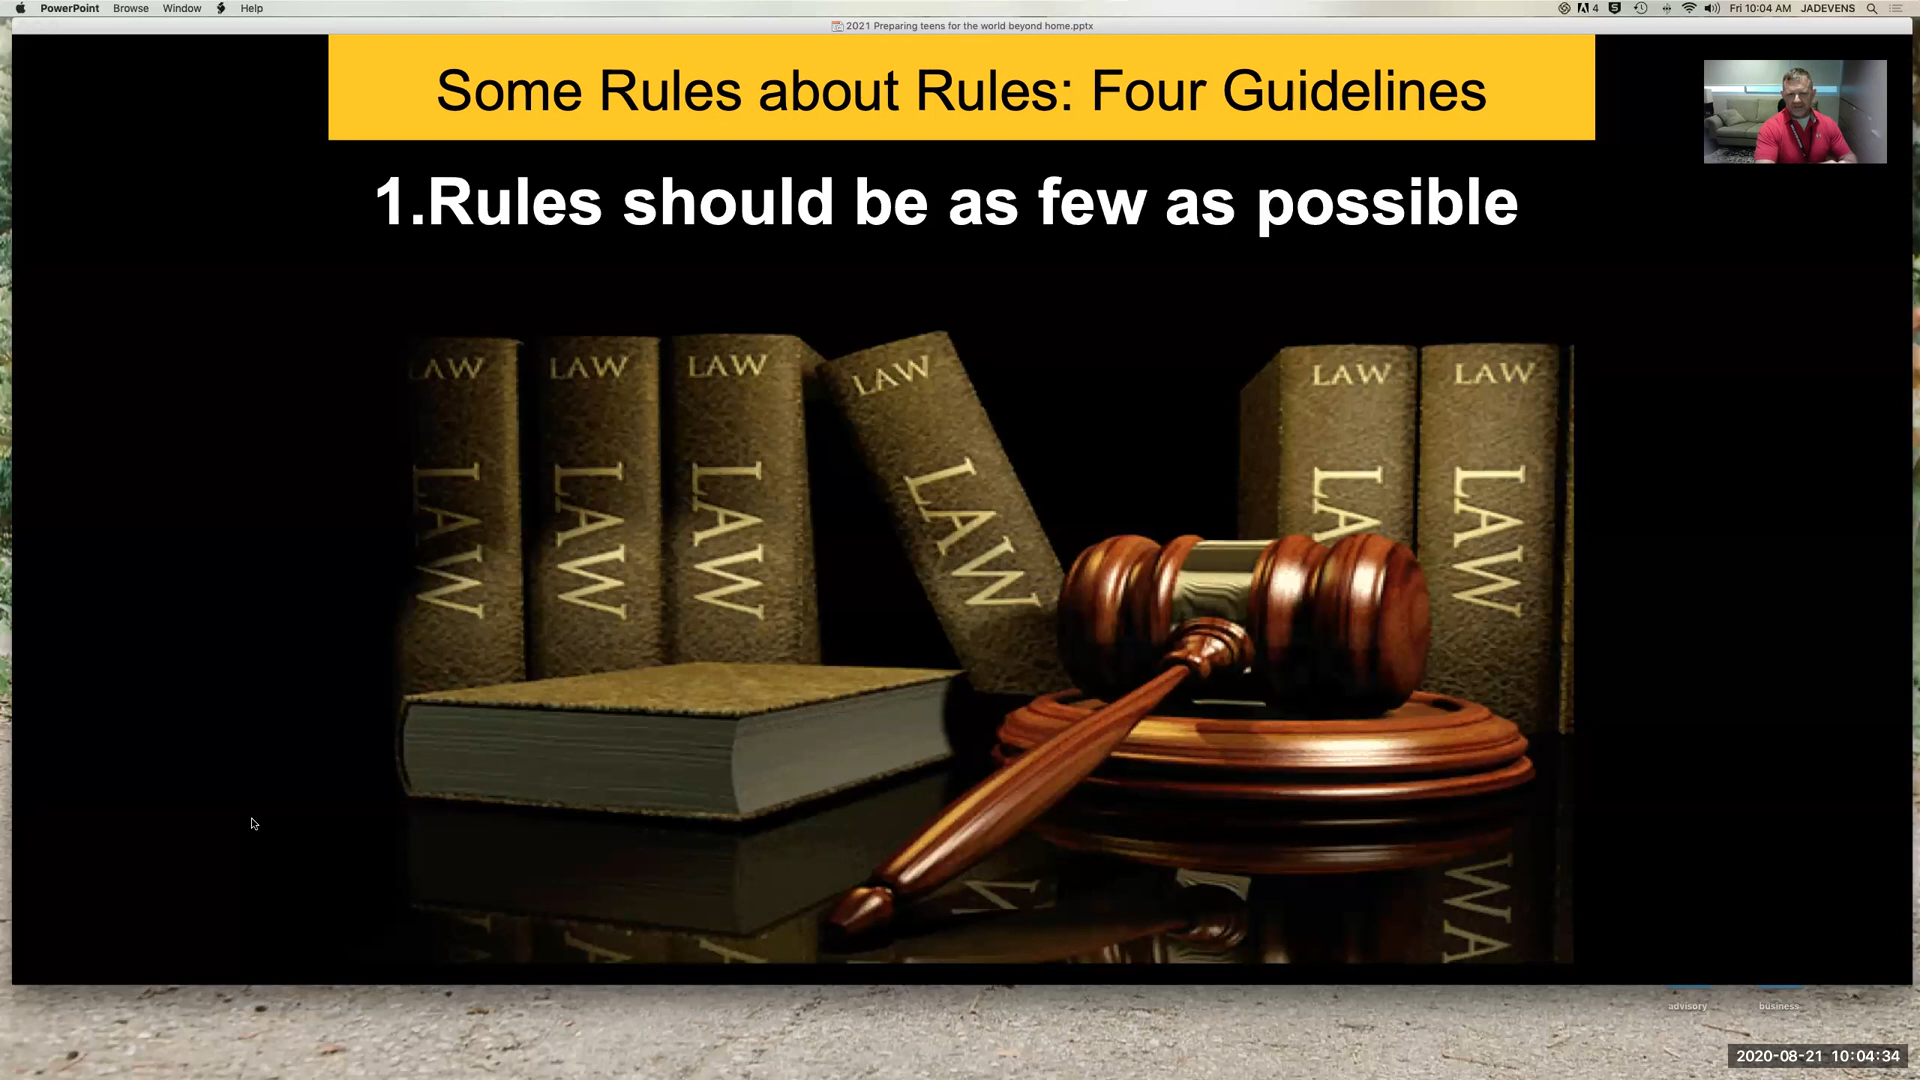 PowerPoint Browse Window Help
4 Fri 10:04 AM JADEVENS
2021 Preparing teens for the world beyond home.pptx
Some Rules about Rules: Four Guidelines
1.Rules should be as few as possible
LAW LAW LAW LAW LAW LAW
LAW LAW LAW LAW LA LAW
advisory business
2020-08-21 10:04:34